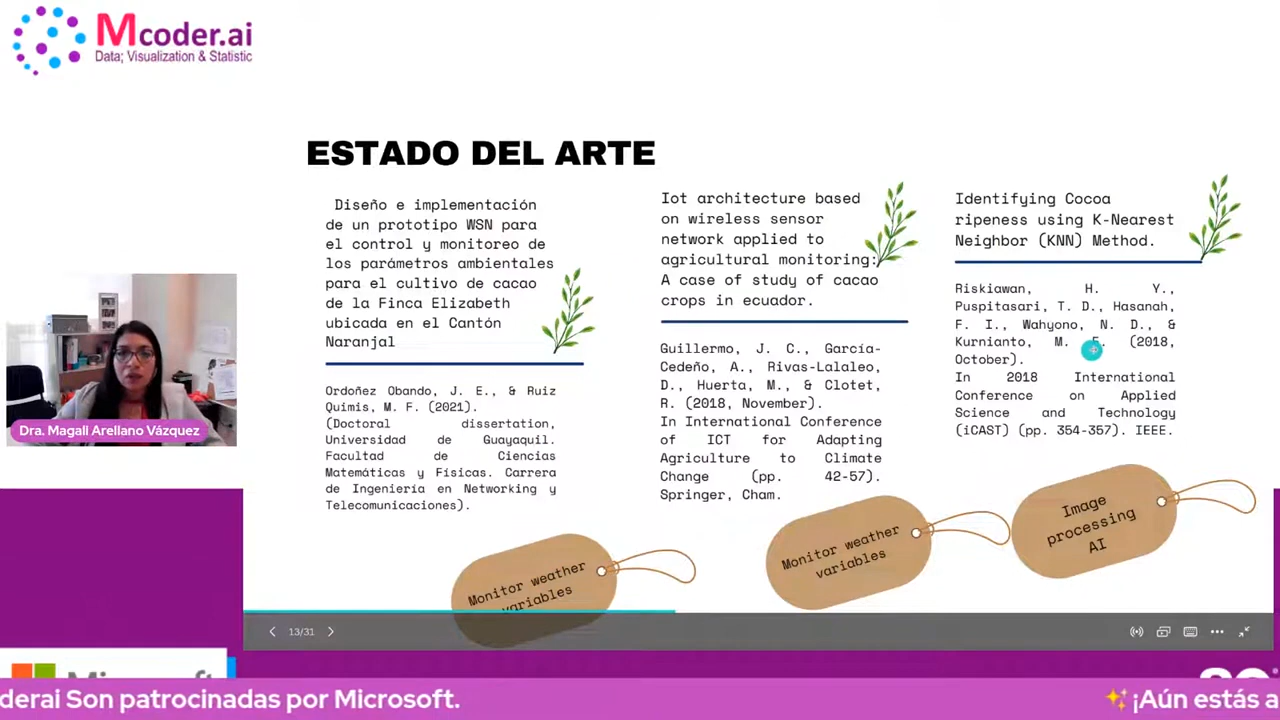 Mcoder.ai
Data; Visualization & Statistic
ESTADO DEL ARTE
Diseño e implementación
de un prototipo WSN para
el control y monitoreo de
los parámetros ambientales
para el cultivo de cacao
de la Finca Elizabeth
ubicada en el Cantón
Naranjal
Ordoñez Obando, J. E., & Ruiz
Quimis, M. F. (2021).
(Doctoral dissertation,
Universidad de Guayaquil.
Facultad de Ciencias
Matemáticas y Físicas. Carrera
de Ingeniería en Networking y
Telecomunicaciones).
Monitor weather
variables
Iot architecture based
on wireless sensor
network applied to
agricultural monitoring:
A case of study of cacao
crops in ecuador.
Guillermo, J. C., García-
Cedeño, A., Rivas-Lalaleo,
D., Huerta, M., & Clotet,
R. (2018, November).
In International Conference
of ICT for Adapting
Agriculture to Climate
Change (pp. 42-57).
Springer, Cham.
Monitor weather
variables
Identifying Cocoa
ripeness using K-Nearest
Neighbor (KNN) Method.
Riskiawan, H. Y.,
Puspitasari, T. D., Hasanah,
F. I., Wahyono, N. D., &
Kurnianto, M. F. (2018,
October).
In 2018 International
Conference on Applied
Science and Technology
(iCAST) (pp. 354-357). IEEE.
Image
processing
AI
Dra. Magali Arellano Vázquez
13/31
Microsoft
derai Son patrocinadas por Microsoft.
¡Aún estás a